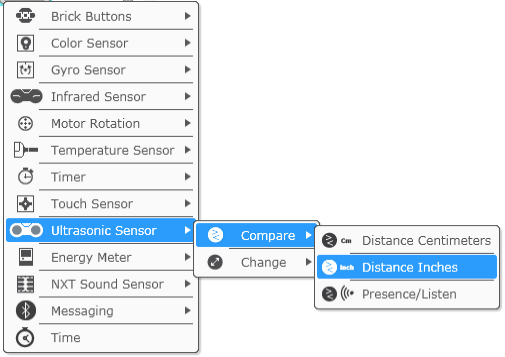 Brick Buttons
Color Sensor
Gyro Sensor
Infrared Sensor
Motor Rotation
Temperature Sensor
Timer
Touch Sensor
Ultrasonic Sensor
Energy Meter
NXT Sound Sensor
Messaging
Time
Compare
Change
Cm Distance Centimeters
Inch Distance Inches
Presence/Listen